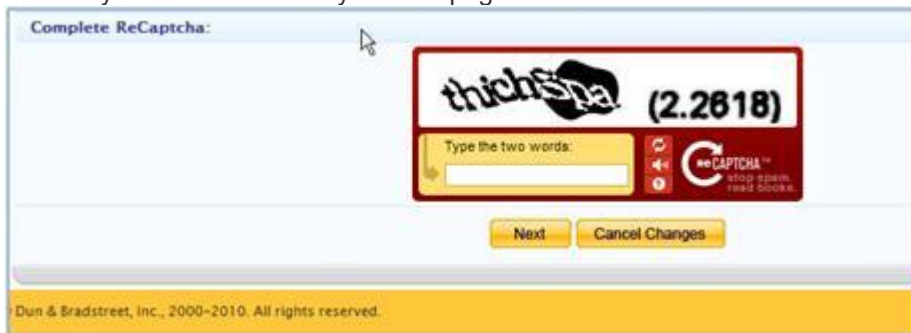 Complete ReCaptcha:
thichSpa (2.2618)
Type the two words:
reCAPTCHA™
stop spam.
read books.
Next Cancel Changes
Dun & Bradstreet, Inc., 2000-2010. All rights reserved.